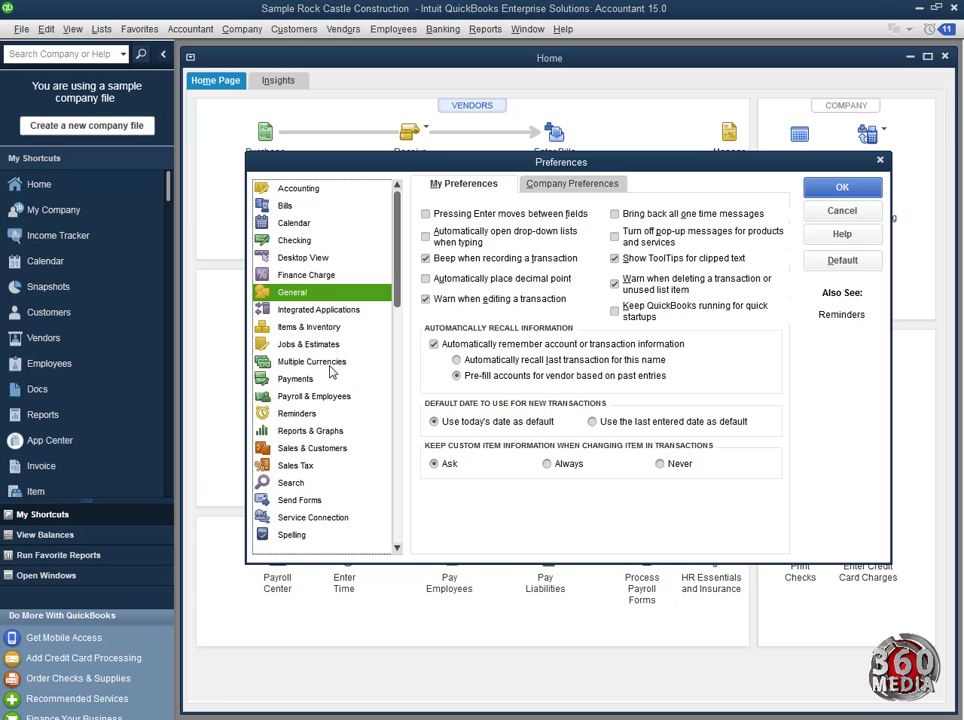 Sample Rock Castle Construction - Intuit QuickBooks Enterprise Solutions: Accountant 15.0
File Edit View Lists Favorites Accountant Company Customers Vendors Employees Banking Reports Window Help
11
Search Company or Help
You are using a sample
company file
Create a new company file
My Shortcuts
Home
My Company
Income Tracker
Calendar
Snapshots
Customers
Vendors
Employees
Docs
Reports
App Center
Invoice
Item
My Shortcuts
View Balances
Run Favorite Reports
Open Windows
Do More With QuickBooks
Get Mobile Access
Add Credit Card Processing
Order Checks & Supplies
Recommended Services
Finance Your Business
Home
Home Page
Insights
VENDORS
COMPANY
Preferences
Accounting
Bills
Calendar
Checking
Desktop View
Finance Charge
General
Integrated Applications
Items & Inventory
Jobs & Estimates
Multiple Currencies
Payments
Payroll & Employees
Reminders
Reports & Graphs
Sales & Customers
Sales Tax
Search
Send Forms
Service Connection
Spelling
My Preferences
Company Preferences
Pressing Enter moves between fields
Automatically open drop-down lists
when typing
Beep when recording a transaction
Automatically place decimal point
Warn when editing a transaction
Bring back all one time messages
Turn off pop-up messages for products
and services
Show ToolTips for clipped text
Warn when deleting a transaction or
unused list item
Keep QuickBooks running for quick
startups
AUTOMATICALLY RECALL INFORMATION
Automatically remember account or transaction information
Automatically recall last transaction for this name
Pre-fill accounts for vendor based on past entries
DEFAULT DATE TO USE FOR NEW TRANSACTIONS
Use today's date as default
Use the last entered date as default
KEEP CUSTOM ITEM INFORMATION WHEN CHANGING ITEM IN TRANSACTIONS
Ask
Always
Never
OK
Cancel
Help
Default
Also See:
Reminders
Payroll
Center
Enter
Time
Pay
Employees
Pay
Liabilities
Process
Payroll
Forms
HR Essentials
and Insurance
Print
Checks
Enter Credit
Card Charges
360
MEDIA